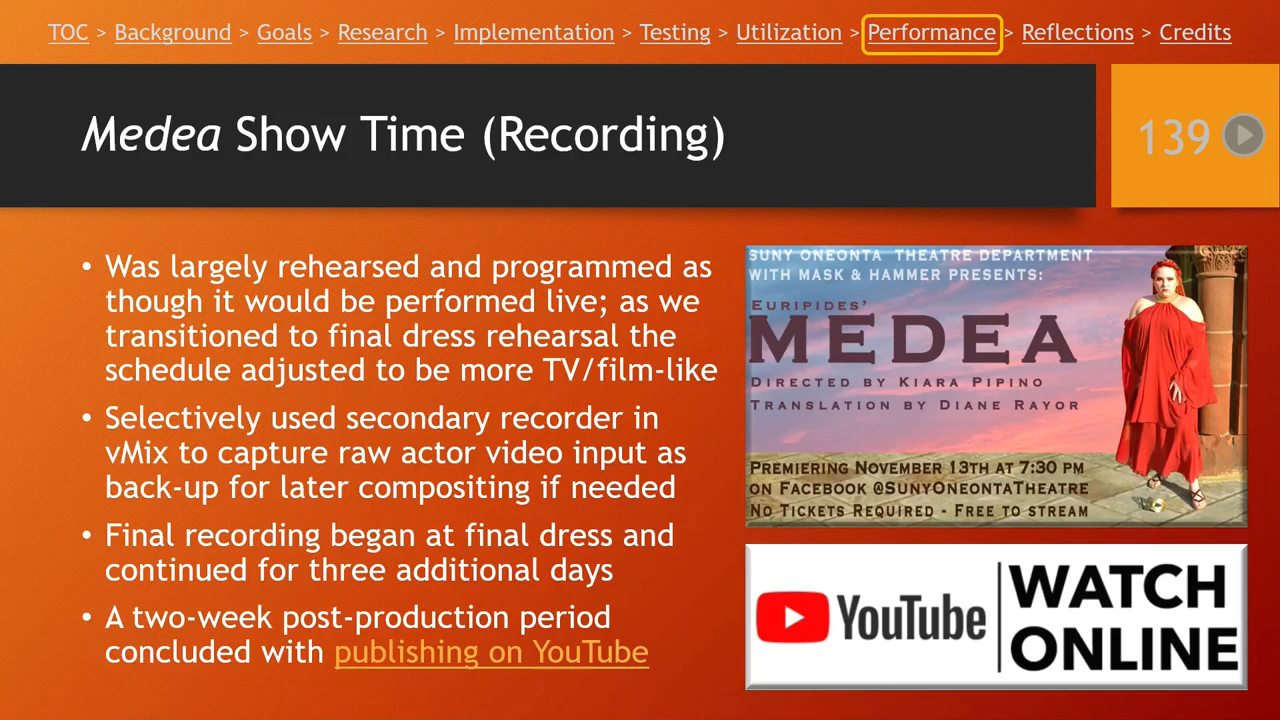 TOC > Background > Goals > Research > Implementation > Testing > Utilization > Performance > Reflections > Credits
Medea Show Time (Recording)
139
• Was largely rehearsed and programmed as
though it would be performed live; as we
transitioned to final dress rehearsal the
schedule adjusted to be more TV/film-like
• Selectively used secondary recorder in
vMix to capture raw actor video input as
back-up for later compositing if needed
• Final recording began at final dress and
continued for three additional days
• A two-week post-production period
concluded with publishing on YouTube
SUNY ONEONTA THEATRE DEPARTMENT
WITH MASK & HAMMER PRESENTS:
EURIPIDES'
MEDEA
DIRECTED BY KIARA PIPINO
TRANSLATION BY DIANE RAYOR
PREMIERING NOVEMBER 13TH AT 7:30 PM
ON FACEBOOK @SUNYONEONTATHEATRE
NO TICKETS REQUIRED - FREE TO STREAM
YouTube
WATCH
ONLINE